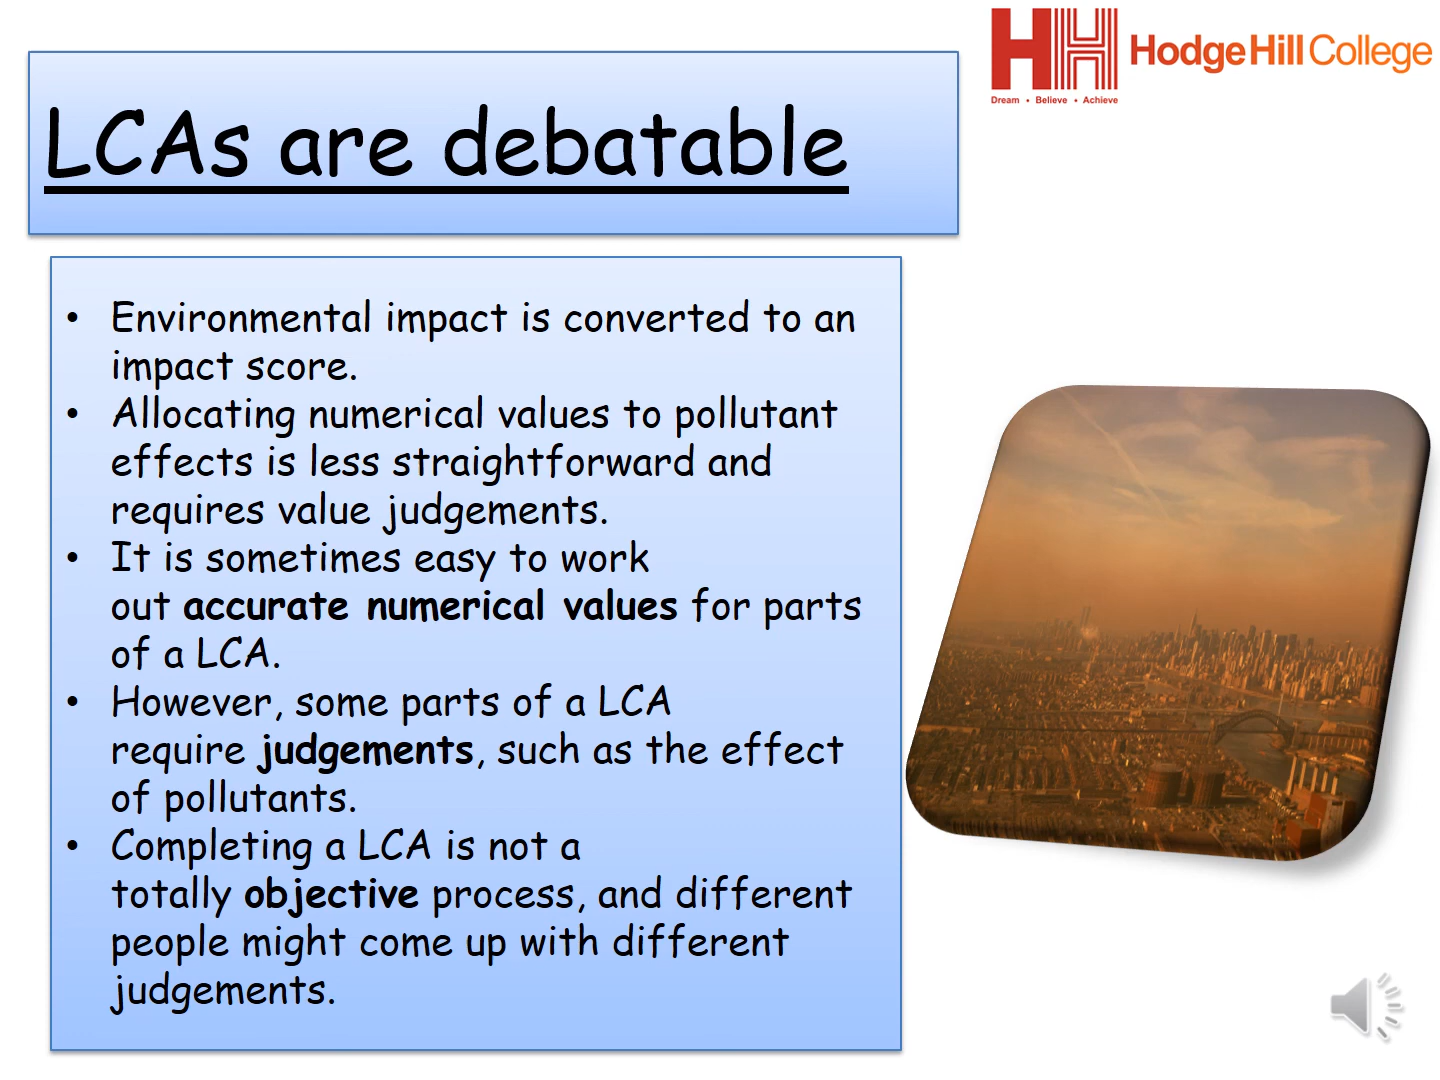 HH Hodge Hill College
Dream • Believe • Achieve
LCAs are debatable
• Environmental impact is converted to an
impact score.
• Allocating numerical values to pollutant
effects is less straightforward and
requires value judgements.
• It is sometimes easy to work
out accurate numerical values for parts
of a LCA.
• However, some parts of a LCA
require judgements, such as the effect
of pollutants.
• Completing a LCA is not a
totally objective process, and different
people might come up with different
judgements.